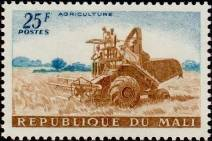 25F
AGRICULTURE
POSTES
REPUBLIQUE DU MALI